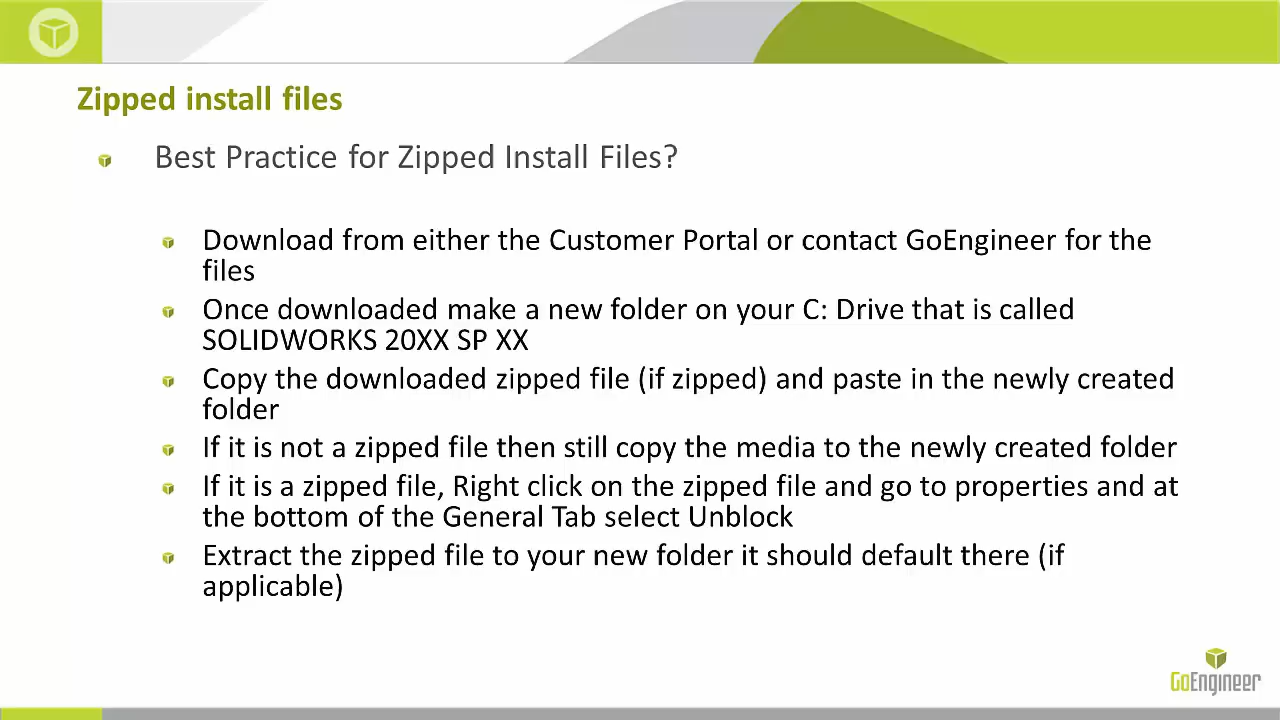 Zipped install files
Best Practice for Zipped Install Files?
Download from either the Customer Portal or contact GoEngineer for the
files
Once downloaded make a new folder on your C: Drive that is called
SOLIDWORKS 20XX SP XX
Copy the downloaded zipped file (if zipped) and paste in the newly created
folder
If it is not a zipped file then still copy the media to the newly created folder
If it is a zipped file, Right click on the zipped file and go to properties and at
the bottom of the General Tab select Unblock
Extract the zipped file to your new folder it should default there (if
applicable)
GoEngineer